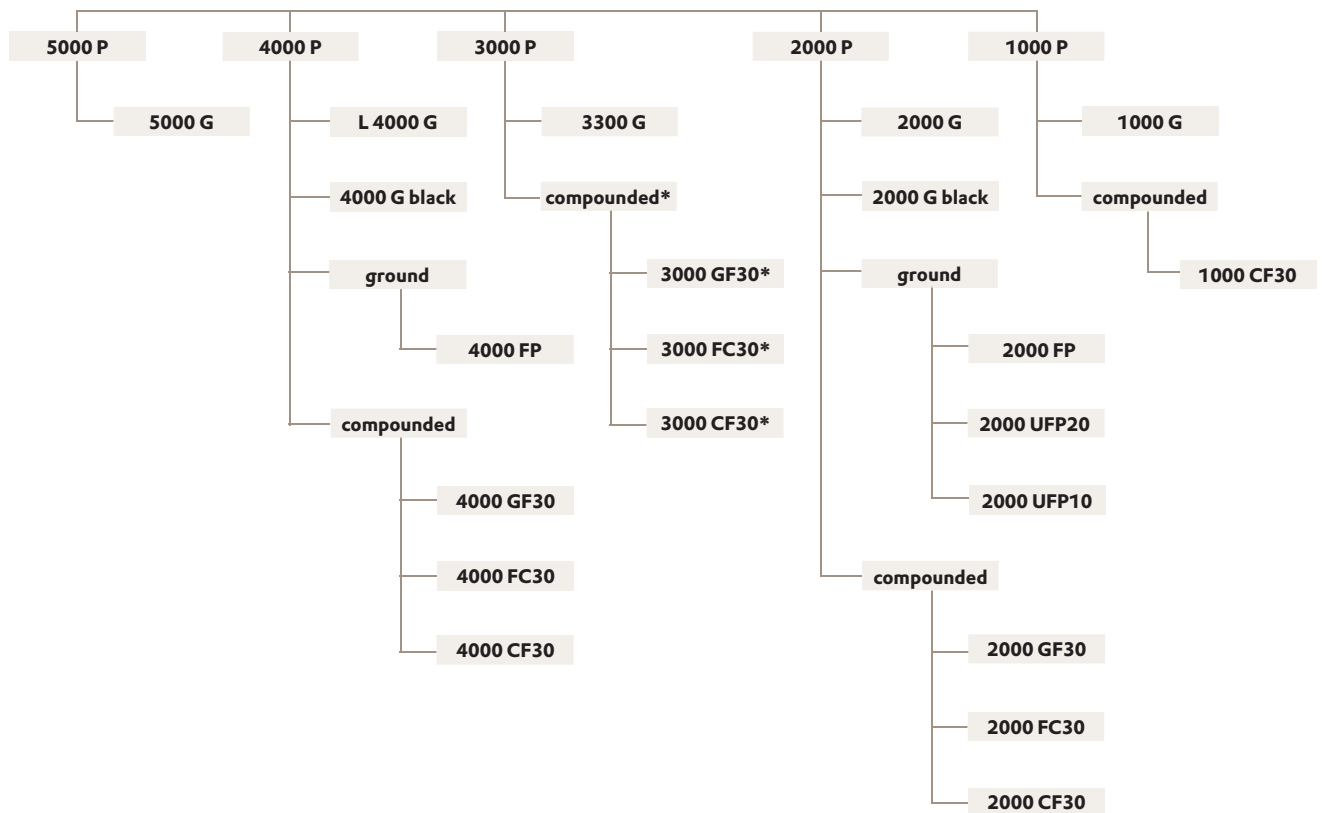 5000 P
4000 P
3000 P
2000 P
1000 P
5000 G
L 4000 G
3300 G
2000 G
1000 G
4000 G black
compounded*
2000 G black
compounded
ground
3000 GF30*
ground
1000 CF30
4000 FP
3000 FC30*
2000 FP
compounded
3000 CF30*
2000 UFP20
4000 GF30
2000 UFP10
4000 FC30
compounded
4000 CF30
2000 GF30
2000 FC30
2000 CF30